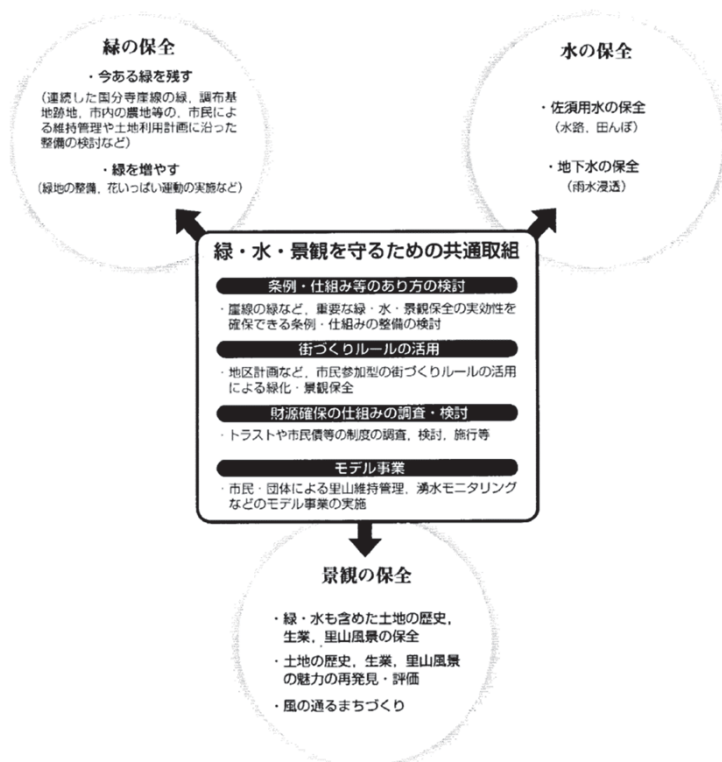 緑の保全
・今ある緑を残す
(連続した国分寺崖線の緑，調布基
地跡地，市内の農地等の，市民によ
る維持管理や土地利用計画に沿った
整備の検討など)
・緑を増やす
(緑地の整備，花いっぱい運動の実施など)
水の保全
・佐須用水の保全
(水路，田んぼ)
・地下水の保全
(雨水浸透)
緑・水・景観を守るための共通取組
条例・仕組み等のあり方の検討
・崖線の緑など，重要な緑・水・景観保全の実効性を
確保できる条例・仕組みの整備の検討
街づくりルールの活用
・地区計画など，市民参加型の街づくりルールの活用
による緑化・景観保全
財源確保の仕組みの調査・検討
・トラストや市民債等の制度の調査，検討，施行等
モデル事業
・市民・団体による里山維持管理，湧水モニタリング
などのモデル事業の実施
景観の保全
・緑・水も含めた土地の歴史，
生業，里山風景の保全
・土地の歴史，生業，里山風景
の魅力の再発見・評価
・風の通るまちづくり